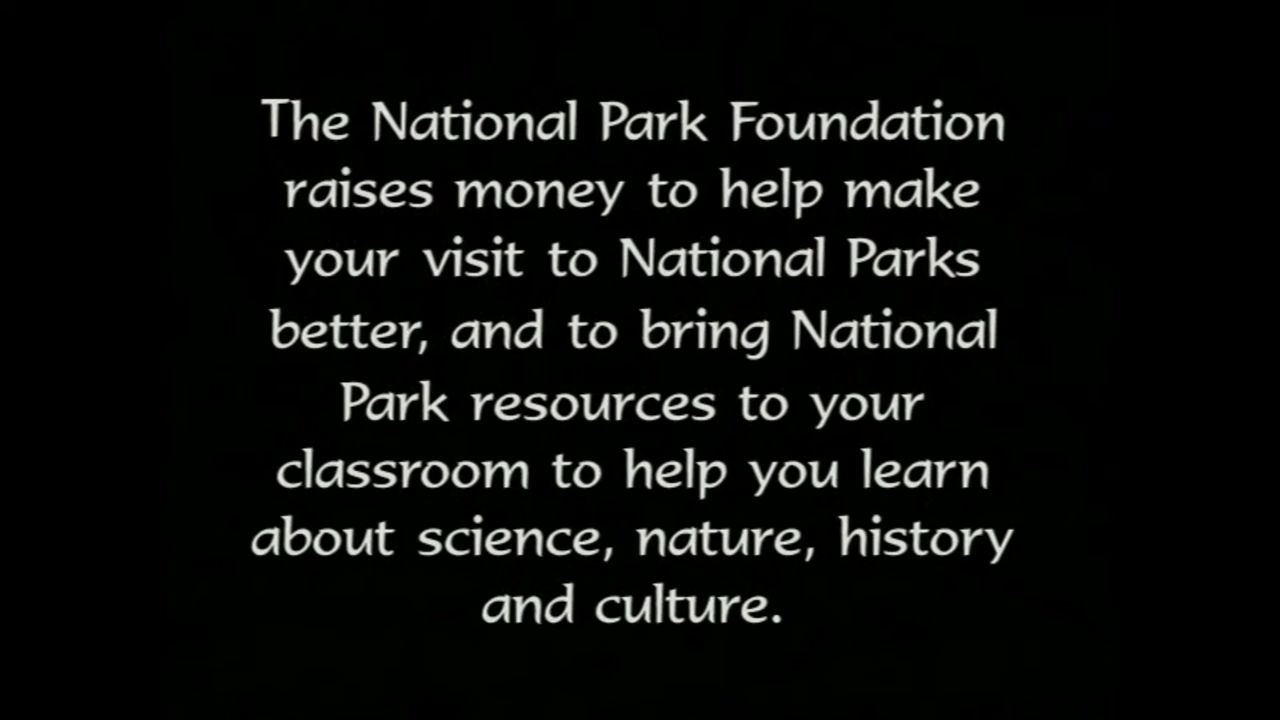 The National Park Foundation
raises money to help make
your visit to National Parks
better, and to bring National
Park resources to your
classroom to help you learn
about science, nature, history
and culture.